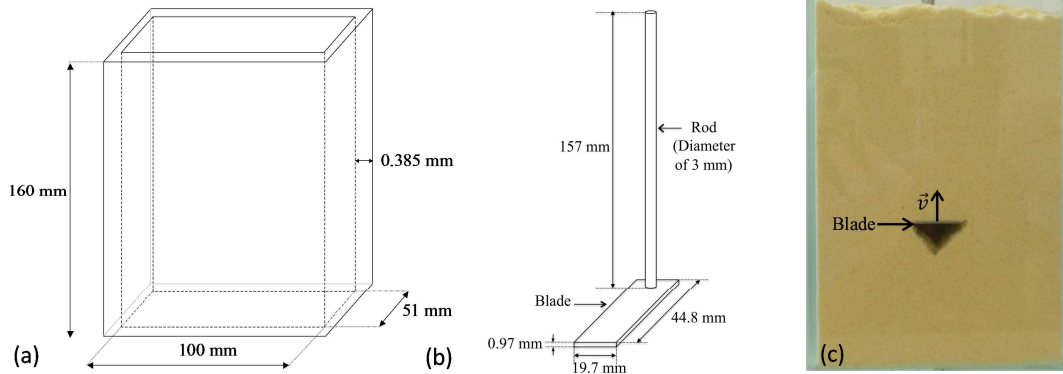 160 mm
0.385 mm
51 mm
100 mm
(a)
157 mm
Rod
(Diameter
of 3 mm)
Blade
44.8 mm
0.97 mm
19.7 mm
(b)
v⃗
Blade
(c)